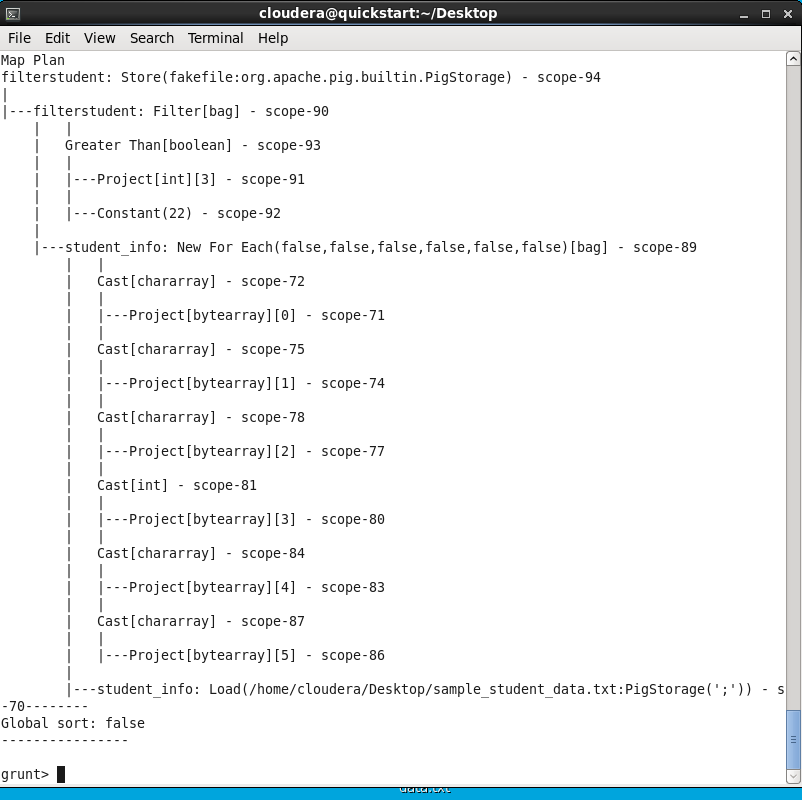 cloudera@quickstart:~/Desktop
File Edit View Search Terminal Help
Map Plan
filterstudent: Store(fakefile:org.apache.pig.builtin.PigStorage) - scope-94
|
|---filterstudent: Filter[bag] - scope-90
    |   |
    |   Greater Than[boolean] - scope-93
    |   |
    |   |---Project[int][3] - scope-91
    |   |
    |   |---Constant(22) - scope-92
    |
    |---student_info: New For Each(false,false,false,false,false,false)[bag] - scope-89
        |   |
        |   Cast[chararray] - scope-72
        |   |
        |   |---Project[bytearray][0] - scope-71
        |   |
        |   Cast[chararray] - scope-75
        |   |
        |   |---Project[bytearray][1] - scope-74
        |   |
        |   Cast[chararray] - scope-78
        |   |
        |   |---Project[bytearray][2] - scope-77
        |   |
        |   Cast[int] - scope-81
        |   |
        |   |---Project[bytearray][3] - scope-80
        |   |
        |   Cast[chararray] - scope-84
        |   |
        |   |---Project[bytearray][4] - scope-83
        |   |
        |   Cast[chararray] - scope-87
        |   |
        |   |---Project[bytearray][5] - scope-86
        |
        |---student_info: Load(/home/cloudera/Desktop/sample_student_data.txt:PigStorage(';')) - s
-70--------
Global sort: false
----------------
grunt>
data.txt